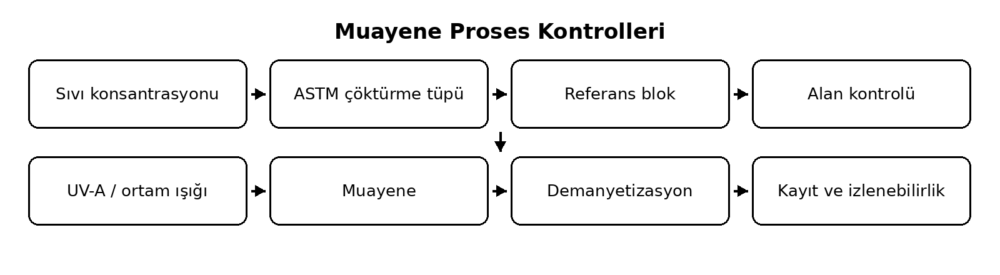 Muayene Proses Kontrolleri
Sıvı konsantrasyonu
ASTM çöktürme tüpü
Referans blok
Alan kontrolü
UV-A / ortam ışığı
Muayene
Demanyetizasyon
Kayıt ve izlenebilirlik